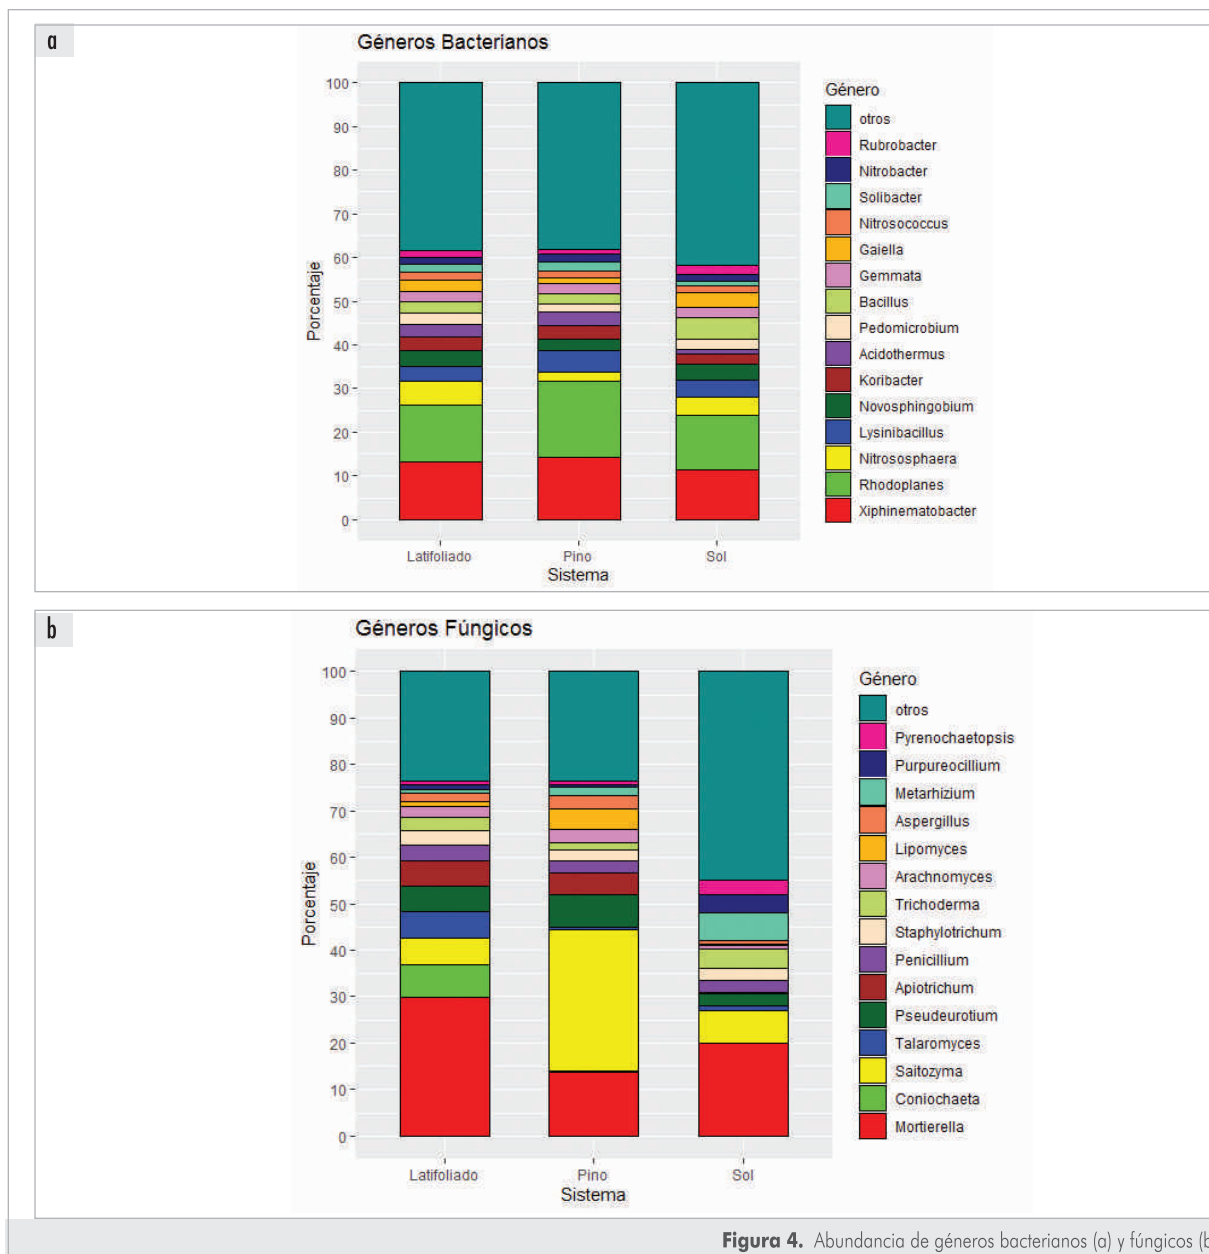 a
Géneros Bacterianos
Porcentaje
100
90
80
70
60
50
40
30
20
10
0
Latifoliado
Pino
Sol
Sistema
Género
otros
Rubrobacter
Nitrobacter
Solibacter
Nitrosococcus
Gaiella
Gemmata
Bacillus
Pedomicrobium
Acidothermus
Koribacter
Novosphingobium
Lysinibacillus
Nitrososphaera
Rhodoplanes
Xiphinematobacter
b
Géneros Fúngicos
Porcentaje
100
90
80
70
60
50
40
30
20
10
0
Latifoliado
Pino
Sol
Sistema
Género
otros
Pyrenochaetopsis
Purpureocillium
Metarhizium
Aspergillus
Lipomyces
Arachnomyces
Trichoderma
Staphylotrichum
Penicillium
Apiotrichum
Pseudeurotium
Talaromyces
Saitozyma
Coniochaeta
Mortierella
Figura 4. Abundancia de géneros bacterianos (a) y fúngicos (b